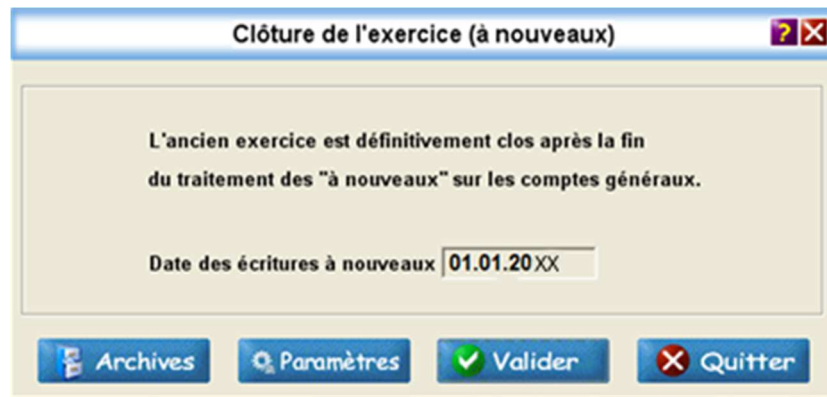 Clôture de l'exercice (à nouveaux)
?
L'ancien exercice est définitivement clos après la fin
du traitement des "à nouveaux" sur les comptes généraux.
Date des écritures à nouveaux 01.01.20XX
Archives Paramètres Valider Quitter